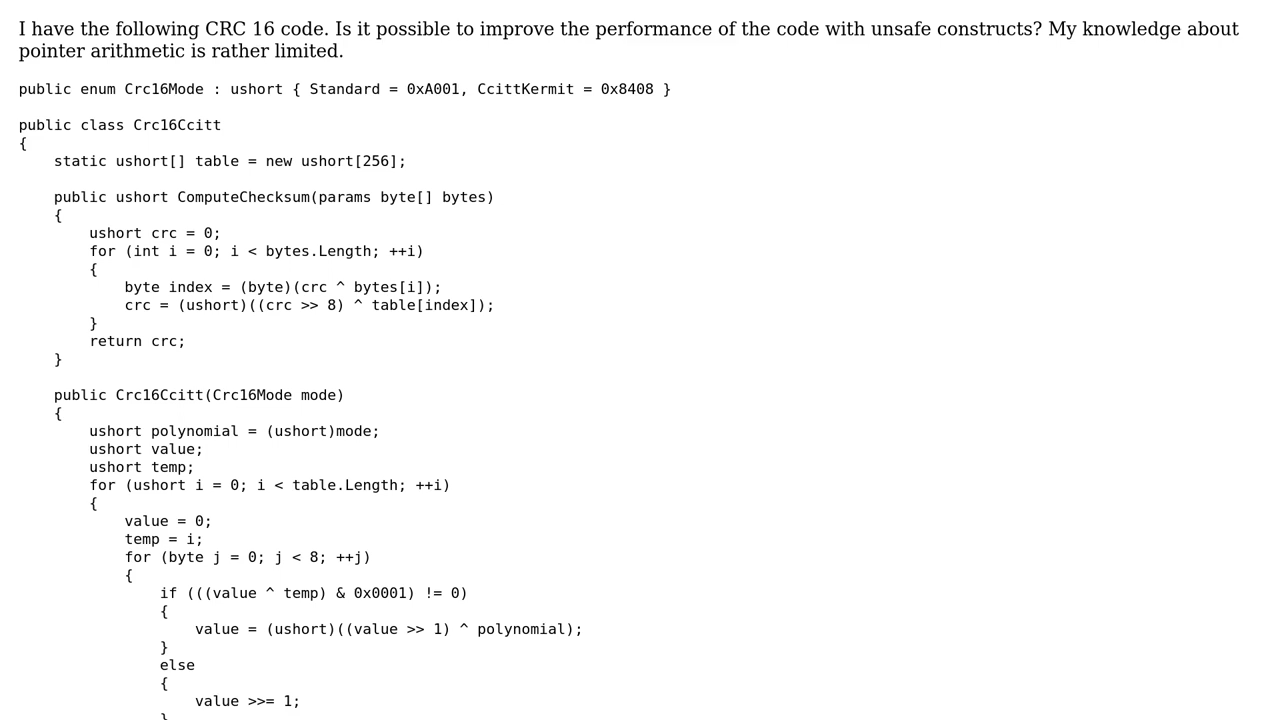 I have the following CRC 16 code. Is it possible to improve the performance of the code with unsafe constructs? My knowledge about
pointer arithmetic is rather limited.
public enum Crc16Mode : ushort { Standard = 0xA001, CcittKermit = 0x8408 }
public class Crc16Ccitt
{
    static ushort[] table = new ushort[256];
    public ushort ComputeChecksum(params byte[] bytes)
    {
        ushort crc = 0;
        for (int i = 0; i < bytes.Length; ++i)
        {
            byte index = (byte)(crc ^ bytes[i]);
            crc = (ushort)((crc >> 8) ^ table[index]);
        }
        return crc;
    }
    public Crc16Ccitt(Crc16Mode mode)
    {
        ushort polynomial = (ushort)mode;
        ushort value;
        ushort temp;
        for (ushort i = 0; i < table.Length; ++i)
        {
            value = 0;
            temp = i;
            for (byte j = 0; j < 8; ++j)
            {
                if (((value ^ temp) & 0x0001) != 0)
                {
                    value = (ushort)((value >> 1) ^ polynomial);
                }
                else
                {
                    value >>= 1;
                }